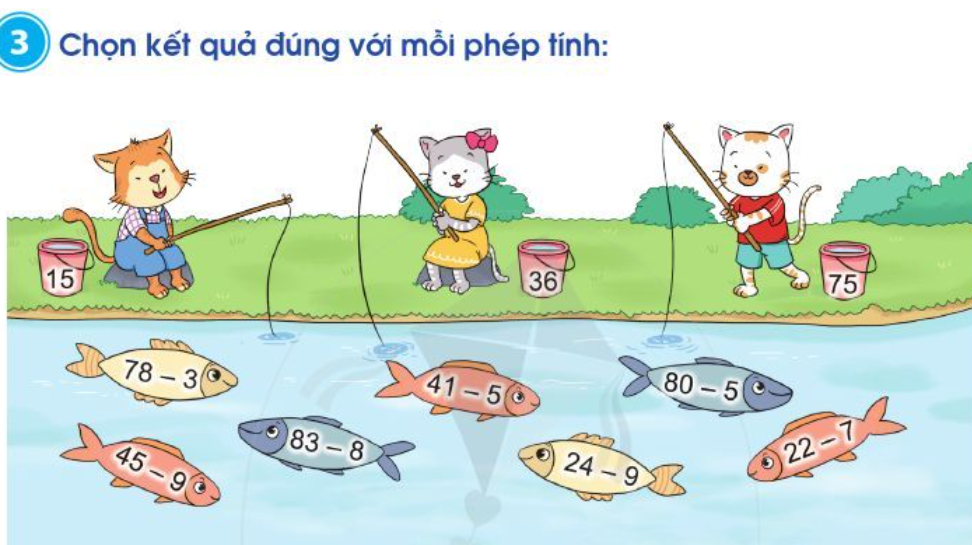 3 Chọn kết quả đúng với mỗi phép tính:
15
36
75
78 – 3
41 – 5
80 – 5
45 – 9
83 – 8
24 – 9
22 – 7